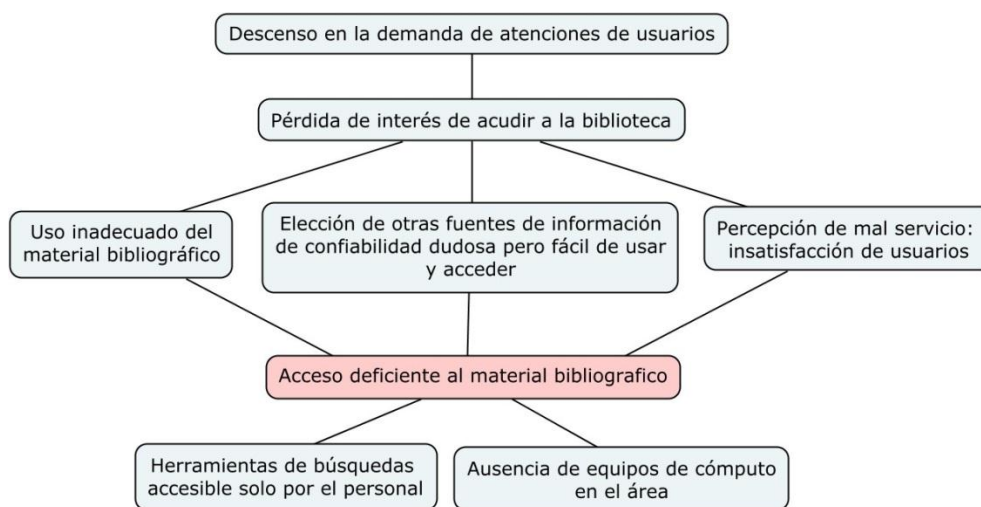 Descenso en la demanda de atenciones de usuarios
Pérdida de interés de acudir a la biblioteca
Uso inadecuado del
material bibliográfico
Elección de otras fuentes de información
de confiabilidad dudosa pero fácil de usar
y acceder
Percepción de mal servicio:
insatisfacción de usuarios
Acceso deficiente al material bibliografico
Herramientas de búsquedas
accesible solo por el personal
Ausencia de equipos de cómputo
en el área